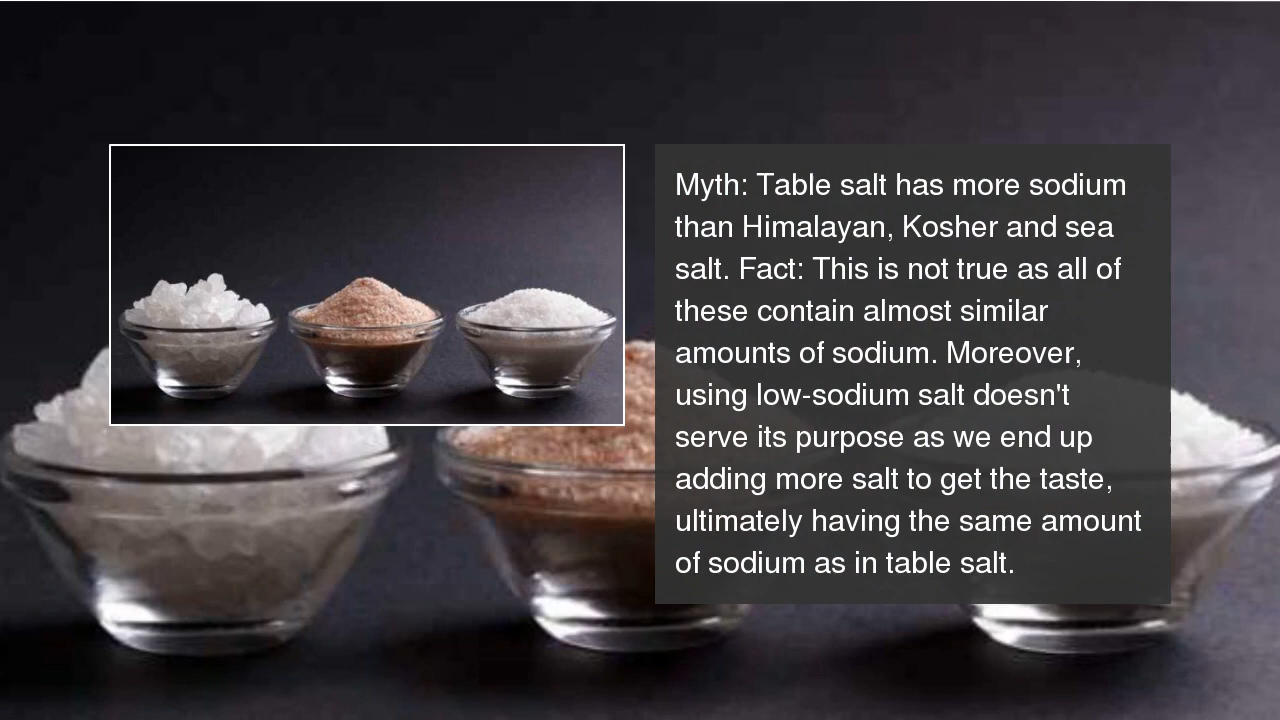 Myth: Table salt has more sodium
than Himalayan, Kosher and sea
salt. Fact: This is not true as all of
these contain almost similar
amounts of sodium. Moreover,
using low-sodium salt doesn't
serve its purpose as we end up
adding more salt to get the taste,
ultimately having the same amount
of sodium as in table salt.